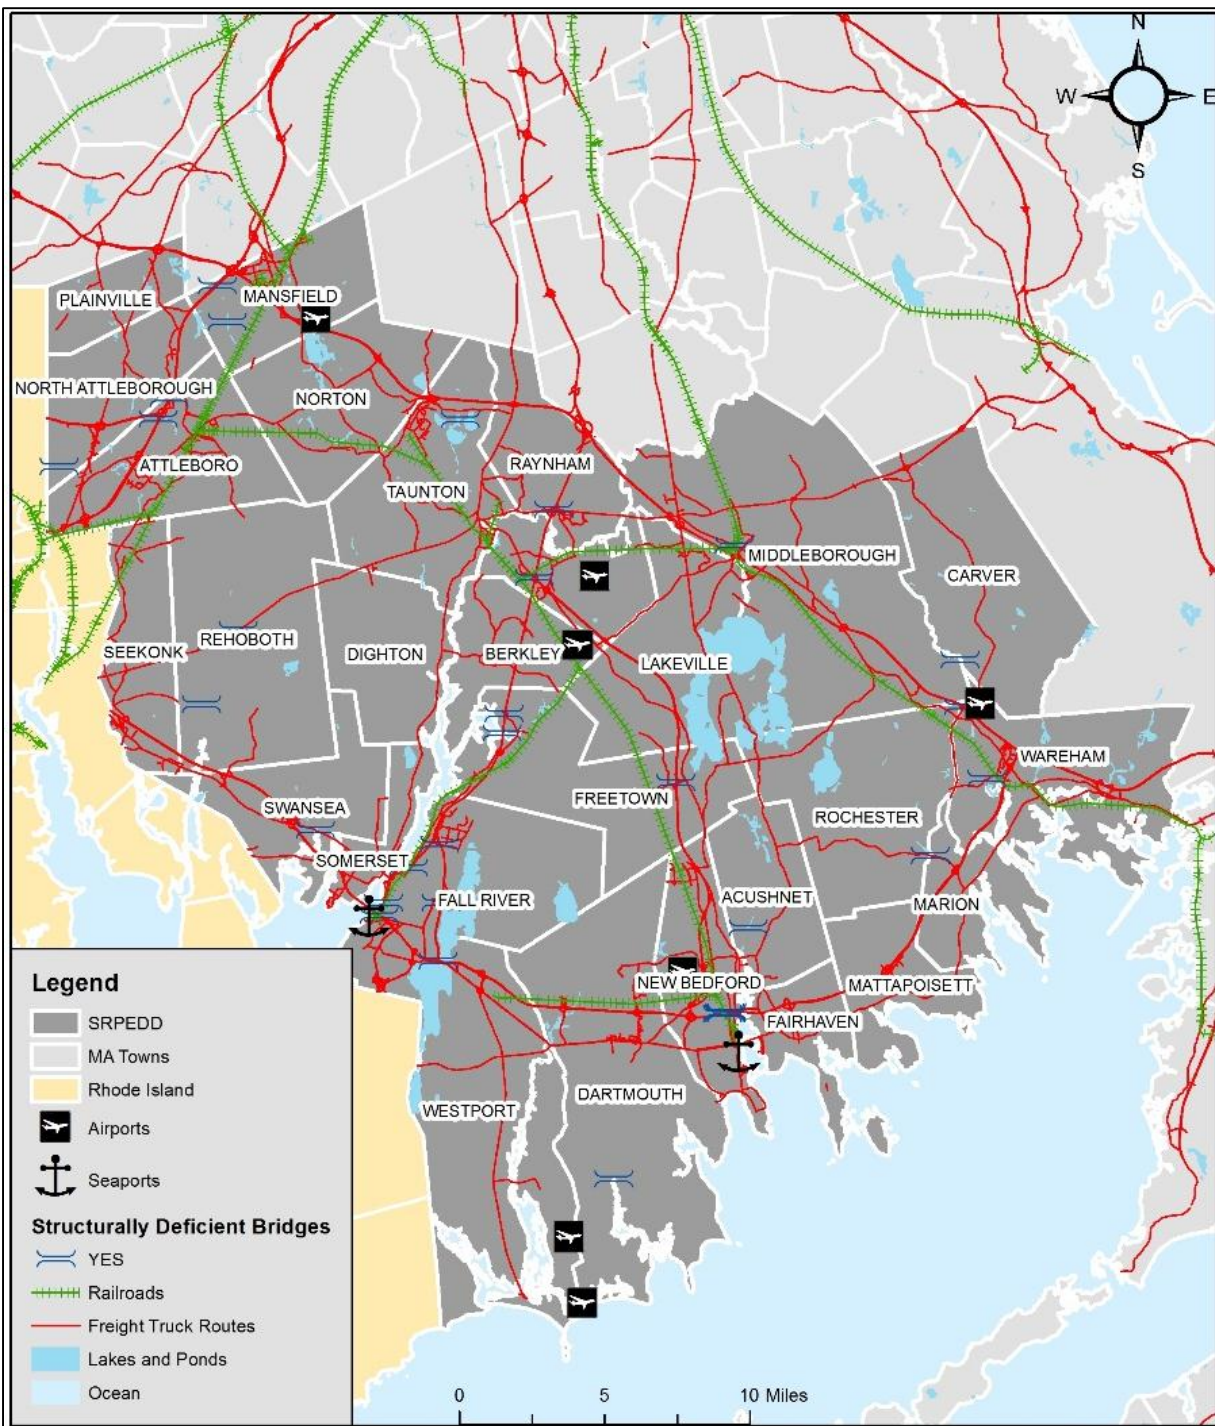 N
W E
S
PLAINVILLE
MANSFIELD
NORTH ATTLEBOROUGH
NORTON
ATTLEBORO
RAYNHAM
TAUNTON
MIDDLEBOROUGH
CARVER
REHOBOTH
SEEKONK
DIGHTON
BERKLEY
LAKEVILLE
WAREHAM
FREETOWN
SWANSEA
ROCHESTER
SOMERSET
FALL RIVER
ACUSHNET
MARION
NEW BEDFORD
MATTAPOISETT
FAIRHAVEN
DARTMOUTH
WESTPORT
Legend
SRPEDD
MA Towns
Rhode Island
Airports
Seaports
Structurally Deficient Bridges
YES
Railroads
Freight Truck Routes
Lakes and Ponds
Ocean
0 5 10 Miles